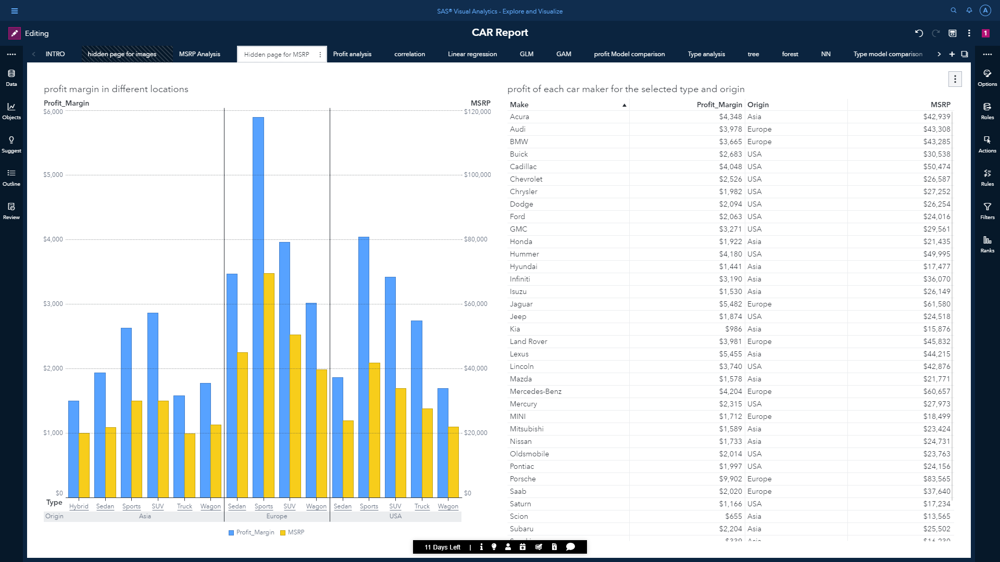 SAS® Visual Analytics - Explore and Visualize
A
Editing
CAR Report
1
INTRO
hidden page for images
MSRP Analysis
Hidden page for MSRP
Profit analysis
correlation
Linear regression
GLM
GAM
profit Model comparison
Type analysis
tree
forest
NN
Type model comparison
Data
Objects
Suggest
Outline
Review
profit margin in different locations
Profit_Margin MSRP
$6,000 $120,000
$5,000 $100,000
$4,000 $80,000
$3,000 $60,000
$2,000 $40,000
$1,000 $20,000
$0 $0
Type Hybrid Sedan Sports SUV Truck Wagon Sedan Sports SUV Wagon Sedan Sports SUV Truck Wagon
Origin Asia Europe USA
Profit_Margin MSRP
profit of each car maker for the selected type and origin
Make Profit_Margin Origin MSRP
Acura $4,348 Asia $42,939
Audi $3,978 Europe $43,308
BMW $3,665 Europe $43,285
Buick $2,683 USA $30,538
Cadillac $4,048 USA $50,474
Chevrolet $2,526 USA $26,587
Chrysler $1,982 USA $27,252
Dodge $2,094 USA $26,254
Ford $2,063 USA $24,016
GMC $3,271 USA $29,561
Honda $1,922 Asia $21,435
Hummer $4,180 USA $49,995
Hyundai $1,441 Asia $17,477
Infiniti $3,190 Asia $36,070
Isuzu $1,530 Asia $26,149
Jaguar $5,482 Europe $61,580
Jeep $1,874 USA $24,518
Kia $986 Asia $15,876
Land Rover $3,981 Europe $45,832
Lexus $5,455 Asia $44,215
Lincoln $3,740 USA $42,876
Mazda $1,578 Asia $21,771
Mercedes-Benz $4,204 Europe $60,657
Mercury $2,315 USA $27,973
MINI $1,712 Europe $18,499
Mitsubishi $1,589 Asia $23,424
Nissan $1,733 Asia $24,731
Oldsmobile $2,014 USA $23,763
Pontiac $1,997 USA $24,156
Porsche $9,902 Europe $83,565
Saab $2,020 Europe $37,640
Saturn $1,166 USA $17,234
Scion $655 Asia $13,565
Subaru $2,204 Asia $25,502
11 Days Left |
Options
Roles
Actions
Rules
Filters
Ranks